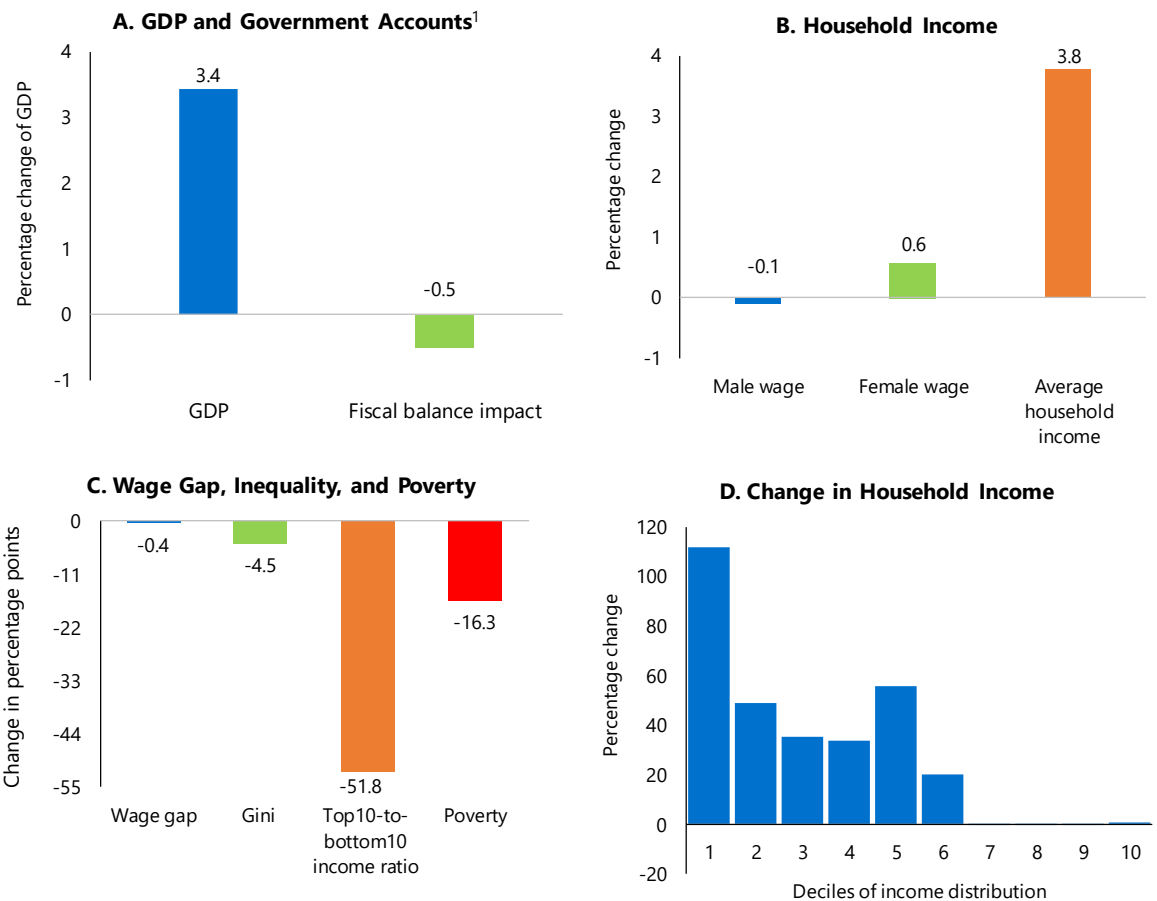 A. GDP and Government Accounts1
Percentage change of GDP
4
3
2
1
0
-1
3.4
-0.5
GDP
Fiscal balance impact
B. Household Income
Percentage change
4
3
2
1
0
-1
-0.1
0.6
3.8
Male wage
Female wage
Average
household
income
C. Wage Gap, Inequality, and Poverty
Change in percentage points
0
-11
-22
-33
-44
-55
-0.4
-4.5
-51.8
-16.3
Wage gap
Gini
Top10-to-
bottom10
income ratio
Poverty
D. Change in Household Income
Percentage change
120
100
80
60
40
20
0
-20
1 2 3 4 5 6 7 8 9 10
Deciles of income distribution